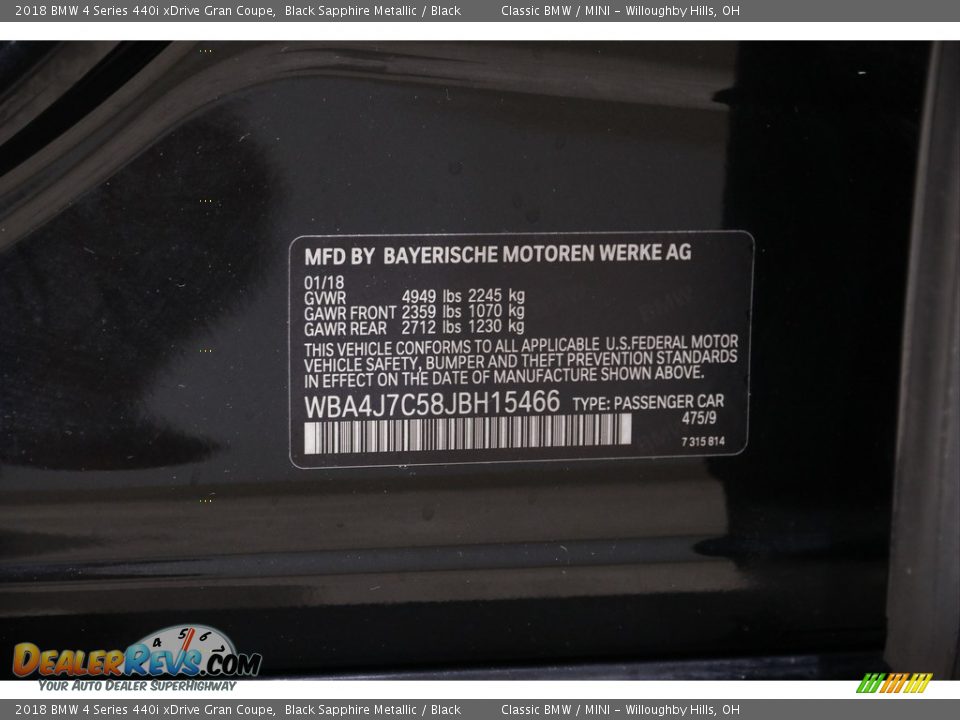 2018 BMW 4 Series 440i xDrive Gran Coupe, Black Sapphire Metallic / Black Classic BMW / MINI - Willoughby Hills, OH
MFD BY BAYERISCHE MOTOREN WERKE AG
01/18
GVWR 4949 lbs 2245 kg
GAWR FRONT 2359 lbs 1070 kg
GAWR REAR 2712 lbs 1230 kg
THIS VEHICLE CONFORMS TO ALL APPLICABLE U.S.FEDERAL MOTOR
VEHICLE SAFETY, BUMPER AND THEFT PREVENTION STANDARDS
IN EFFECT ON THE DATE OF MANUFACTURE SHOWN ABOVE.
WBA4J7C58JBH15466 TYPE: PASSENGER CAR
475/9
7 315 814
4 5 6
DEALERREVS.COM
YOUR AUTO DEALER SUPERHIGHWAY
2018 BMW 4 Series 440i xDrive Gran Coupe, Black Sapphire Metallic / Black Classic BMW / MINI - Willoughby Hills, OH